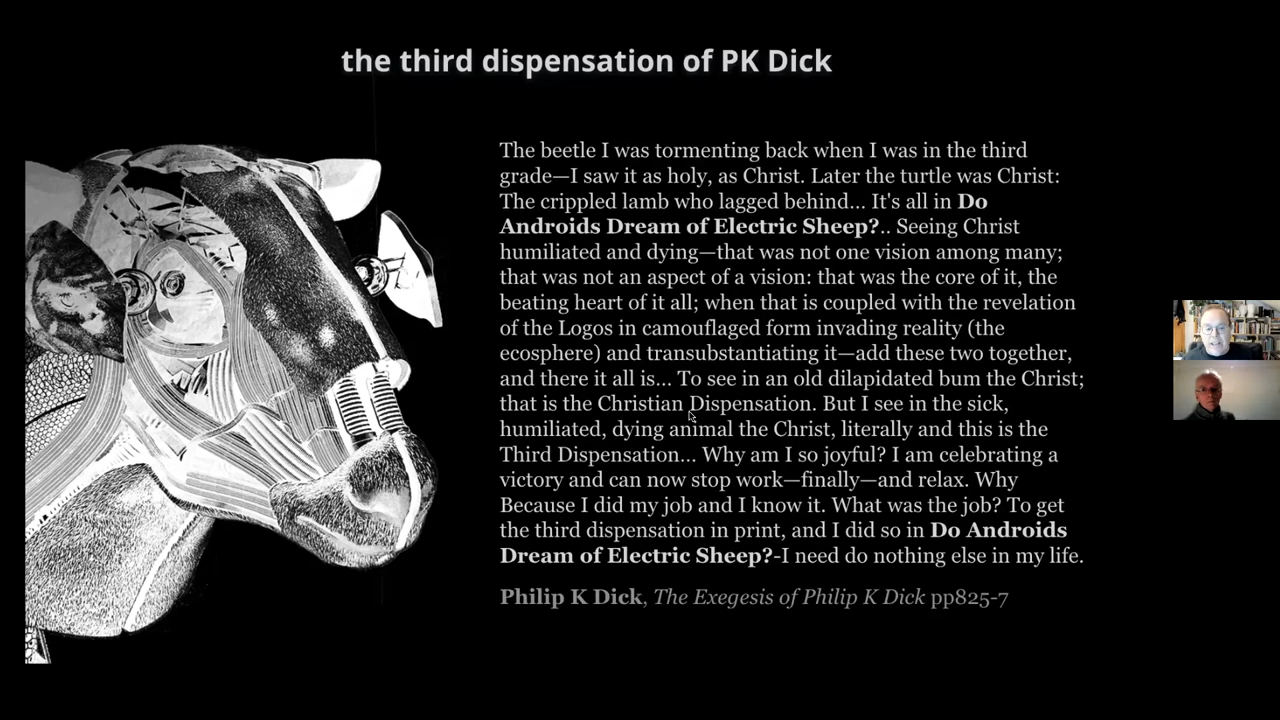 the third dispensation of PK Dick
The beetle I was tormenting back when I was in the third
grade—I saw it as holy, as Christ. Later the turtle was Christ:
The crippled lamb who lagged behind... It's all in Do
Androids Dream of Electric Sheep?.. Seeing Christ
humiliated and dying—that was not one vision among many;
that was not an aspect of a vision: that was the core of it, the
beating heart of it all; when that is coupled with the revelation
of the Logos in camouflaged form invading reality (the
ecosphere) and transubstantiating it—add these two together,
and there it all is... To see in an old dilapidated bum the Christ;
that is the Christian Dispensation. But I see in the sick,
humiliated, dying animal the Christ, literally and this is the
Third Dispensation... Why am I so joyful? I am celebrating a
victory and can now stop work—finally—and relax. Why
Because I did my job and I know it. What was the job? To get
the third dispensation in print, and I did so in Do Androids
Dream of Electric Sheep?-I need do nothing else in my life.
Philip K Dick, The Exegesis of Philip K Dick pp825-7